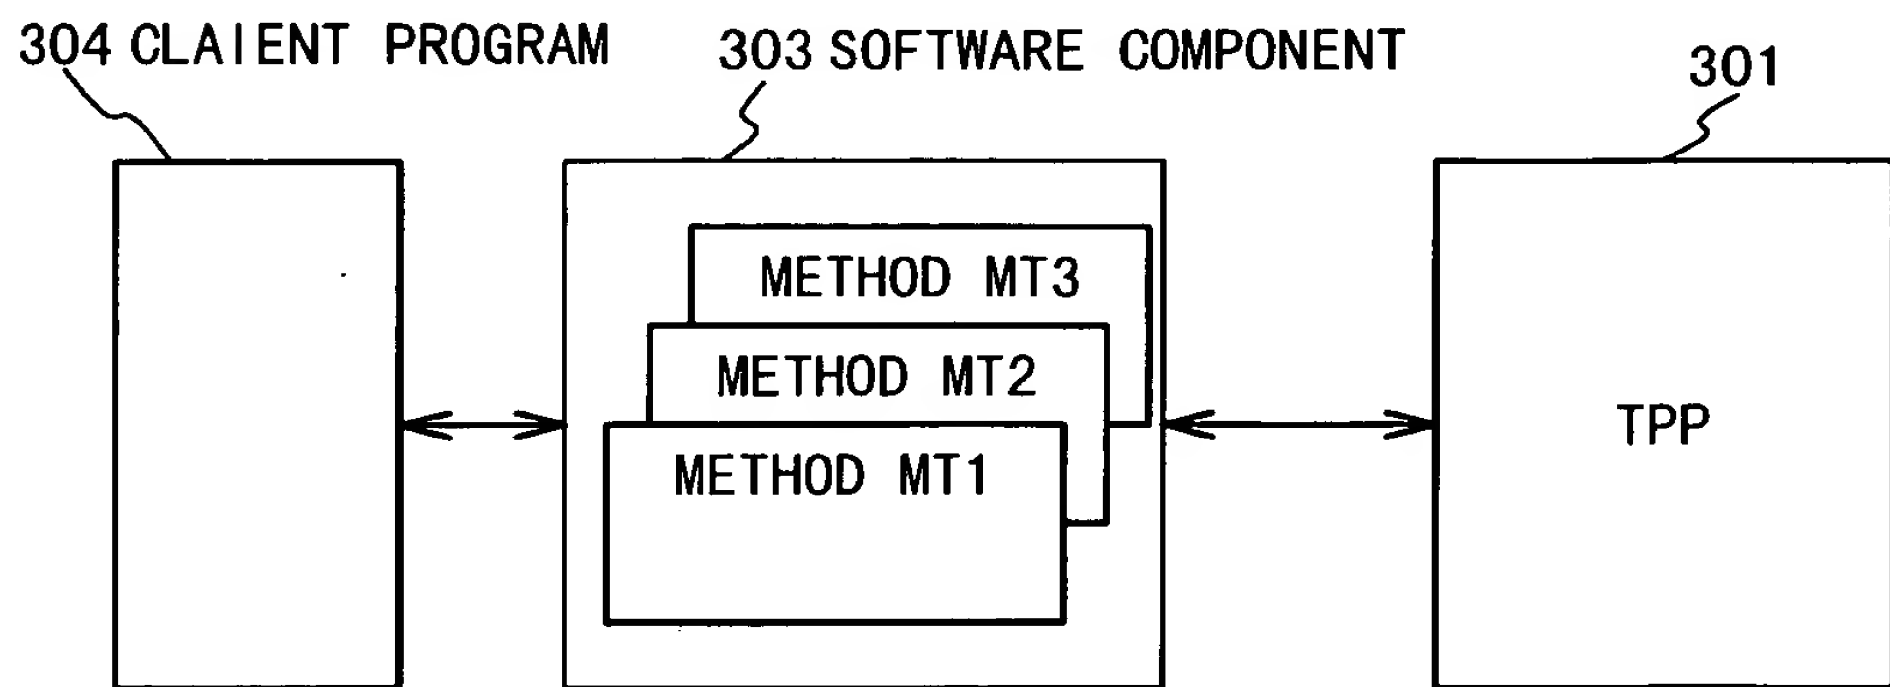 304 CLAIENT PROGRAM
303 SOFTWARE COMPONENT
301
METHOD MT3
METHOD MT2
METHOD MT1
TPP